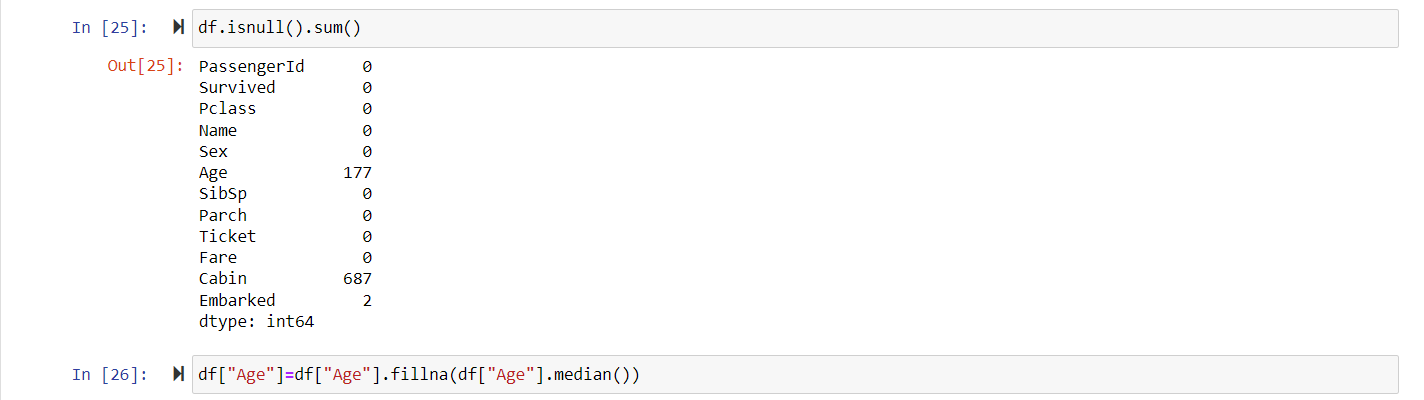 In [25]: df.isnull().sum()
Out[25]: PassengerId 0
Survived 0
Pclass 0
Name 0
Sex 0
Age 177
SibSp 0
Parch 0
Ticket 0
Fare 0
Cabin 687
Embarked 2
dtype: int64
In [26]: df["Age"]=df["Age"].fillna(df["Age"].median())